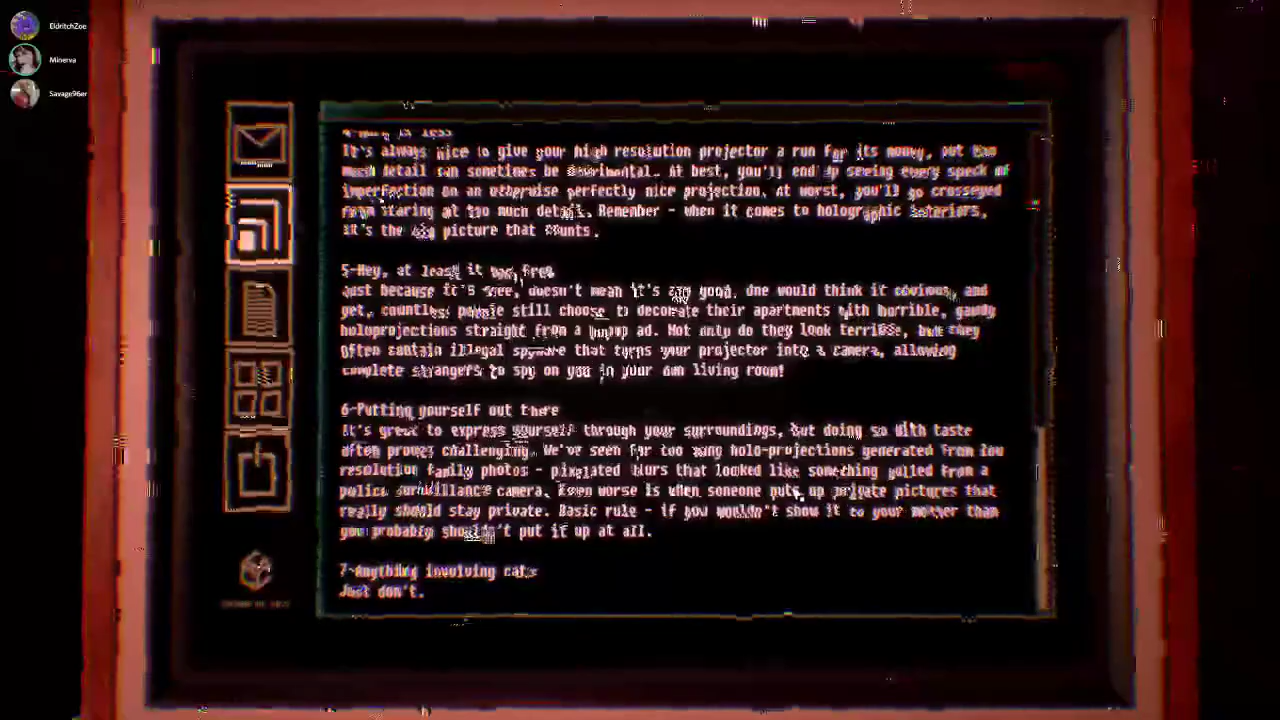 EldritchZoe
Minerva
Savage96er
is less
It's always nice to give your high resolution projector a run for its money, but too
much detail can sometimes be detrimental. At best, you'll end up seeing every speck of
imperfection on an otherwise perfectly nice projection. At worst, you'll go crosseyed
from staring at too much detail. Remember - when it comes to holographic interiors,
it's the big picture that counts.
5-Hey, at least it was free
Just because it's free, doesn't mean it's any good. One would think it obvious, and
yet, countless people still choose to decorate their apartments with horrible, gaudy
holoprojections straight from a popup ad. Not only do they look terrible, but they
often contain illegal spyware that turns your projector into a camera, allowing
complete strangers to spy on you in your own living room!
6-Putting yourself out there
It's great to express yourself through your surroundings, but doing so with taste
often proves challenging. We've seen far too many holo-projections generated from low
resolution family photos - pixelated blurs that looked like something pulled from a
police surveillance camera. Even worse is when someone puts up private pictures that
really should stay private. Basic rule - if you wouldn't show it to your mother than
you probably shouldn't put it up at all.
7-Anything involving cats
Just don't.